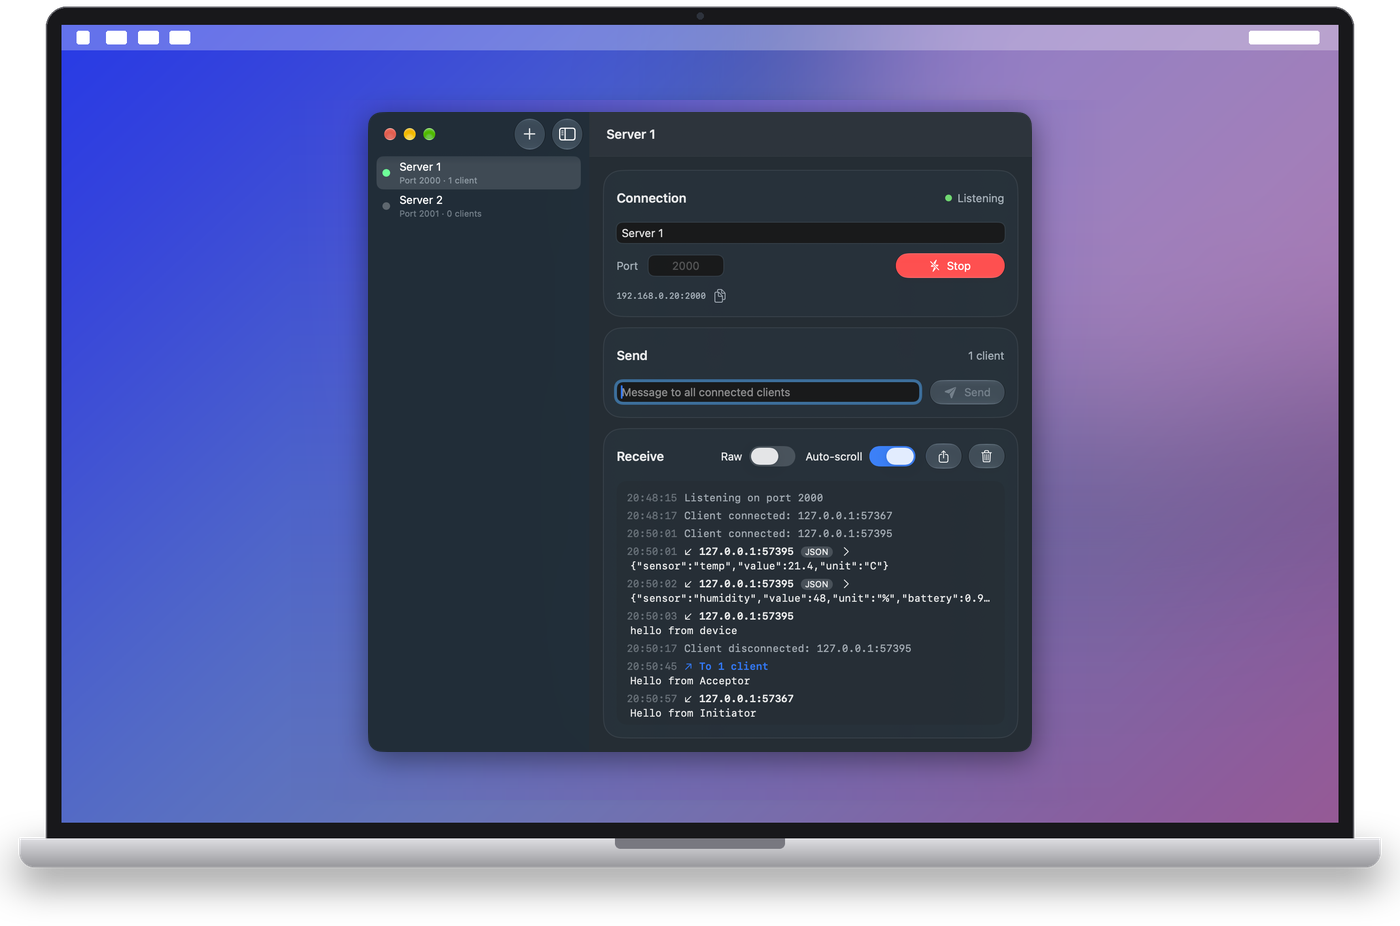 Server 1
Port 2000 · 1 client
Server 2
Port 2001 · 0 clients
Server 1
Connection
Listening
Server 1
Port 2000 Stop
192.168.0.20:2000
Send 1 client
Message to all connected clients Send
Receive Raw Auto-scroll
20:48:15 Listening on port 2000
20:48:17 Client connected: 127.0.0.1:57367
20:50:01 Client connected: 127.0.0.1:57395
20:50:01 ↙ 127.0.0.1:57395 JSON >
{"sensor":"temp","value":21.4,"unit":"C"}
20:50:02 ↙ 127.0.0.1:57395 JSON >
{"sensor":"humidity","value":48,"unit":"%","battery":0.9…
20:50:03 ↙ 127.0.0.1:57395
hello from device
20:50:17 Client disconnected: 127.0.0.1:57395
20:50:45 ↗ To 1 client
Hello from Acceptor
20:50:57 ↙ 127.0.0.1:57367
Hello from Initiator